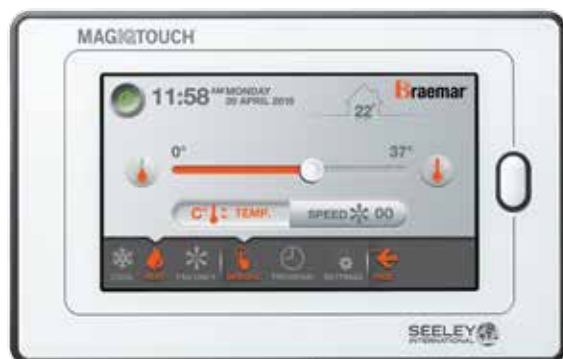 MAGIQTOUCH
11:58 AM MONDAY
20 APRIL 2015
22°
Braemar
0° 37°
C° TEMP. SPEED 00
COOL HEAT FAN ONLY MANUAL PROGRAM SETTINGS
SEELEY
INTERNATIONAL